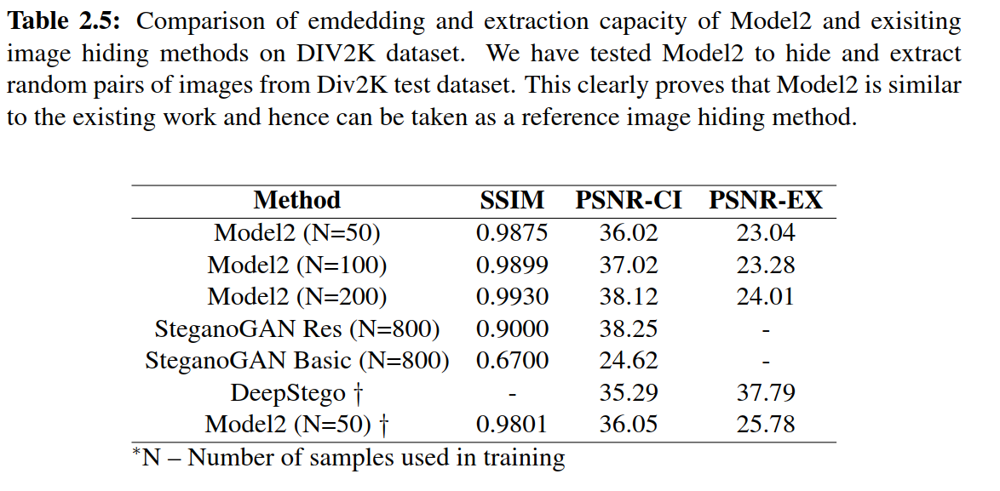 Table 2.5: Comparison of emdedding and extraction capacity of Model2 and exisiting
image hiding methods on DIV2K dataset. We have tested Model2 to hide and extract
random pairs of images from Div2K test dataset. This clearly proves that Model2 is similar
to the existing work and hence can be taken as a reference image hiding method.
Method SSIM PSNR-CI PSNR-EX
Model2 (N=50) 0.9875 36.02 23.04
Model2 (N=100) 0.9899 37.02 23.28
Model2 (N=200) 0.9930 38.12 24.01
SteganoGAN Res (N=800) 0.9000 38.25 -
SteganoGAN Basic (N=800) 0.6700 24.62 -
DeepStego † - 35.29 37.79
Model2 (N=50) † 0.9801 36.05 25.78
*N – Number of samples used in training